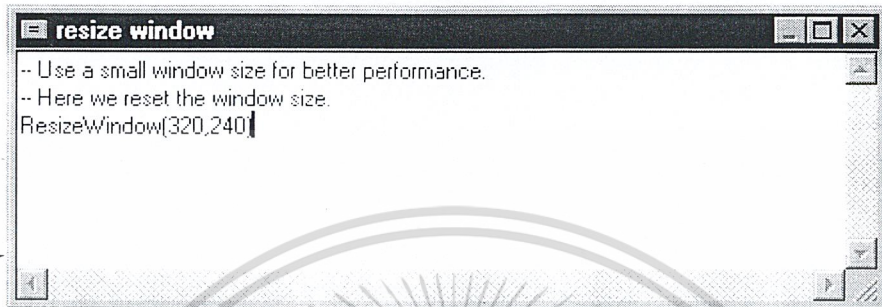 resize window
-- Use a small window size for better performance.
-- Here we reset the window size.
ResizeWindow(320,240)